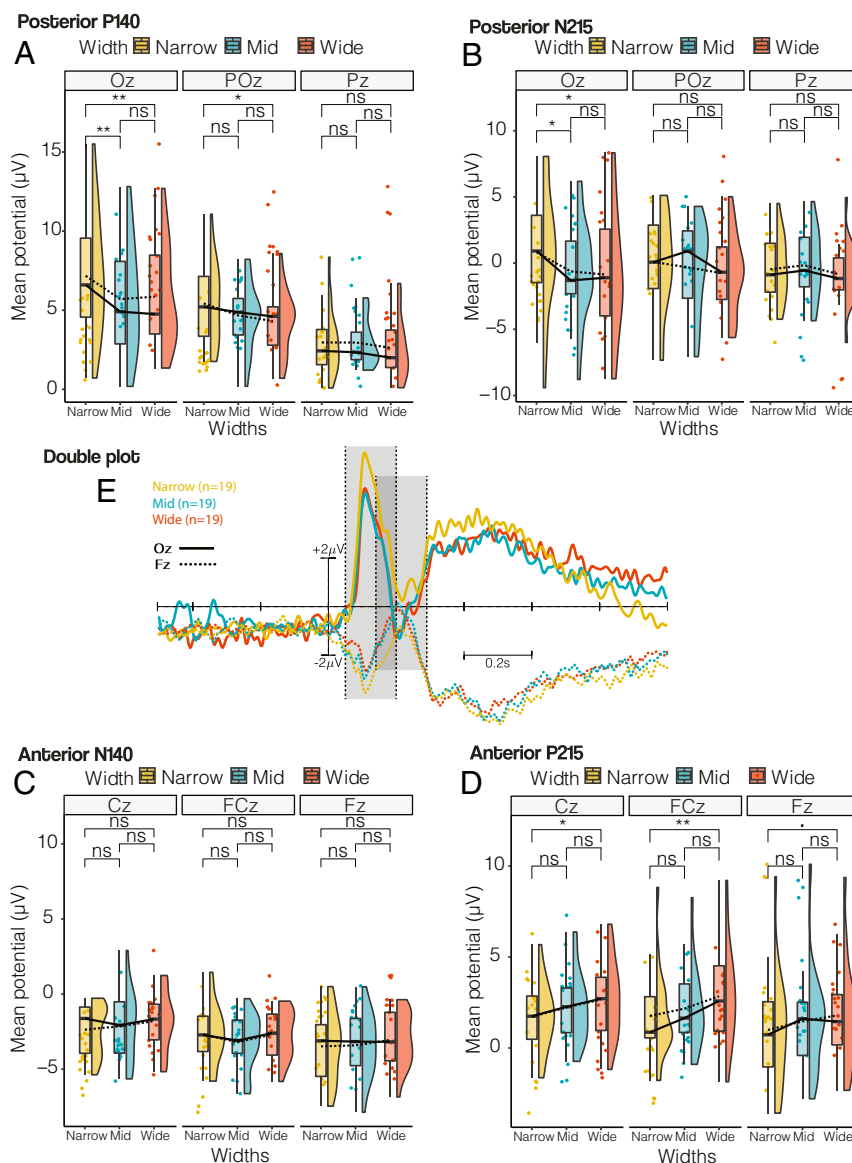 Posterior P140
A
Width Narrow Mid Wide
Oz POz Pz
** * ns
** ns ns ns ns ns
Mean potential (µV)
15
10
5
0
Narrow Mid Wide Narrow Mid Wide Narrow Mid Wide
Widths
Posterior N215
B
Width Narrow Mid Wide
Oz POz Pz
* ns ns
* ns ns ns ns ns
Mean potential (µV)
10
5
0
−5
−10
Narrow Mid Wide Narrow Mid Wide Narrow Mid Wide
Widths
Double plot
E
Narrow (n=19)
Mid (n=19)
Wide (n=19)
Oz
Fz
+2µV
-2µV
0.2s
Anterior N140
C
Width Narrow Mid Wide
Cz FCz Fz
ns ns ns
ns ns ns ns ns ns
Mean potential (µV)
10
5
0
−5
Narrow Mid Wide Narrow Mid Wide Narrow Mid Wide
Widths
Anterior P215
D
Width Narrow Mid Wide
Cz FCz Fz
* ** .
ns ns ns ns ns ns
Mean potential (µV)
10
5
0
Narrow Mid Wide Narrow Mid Wide Narrow Mid Wide
Widths